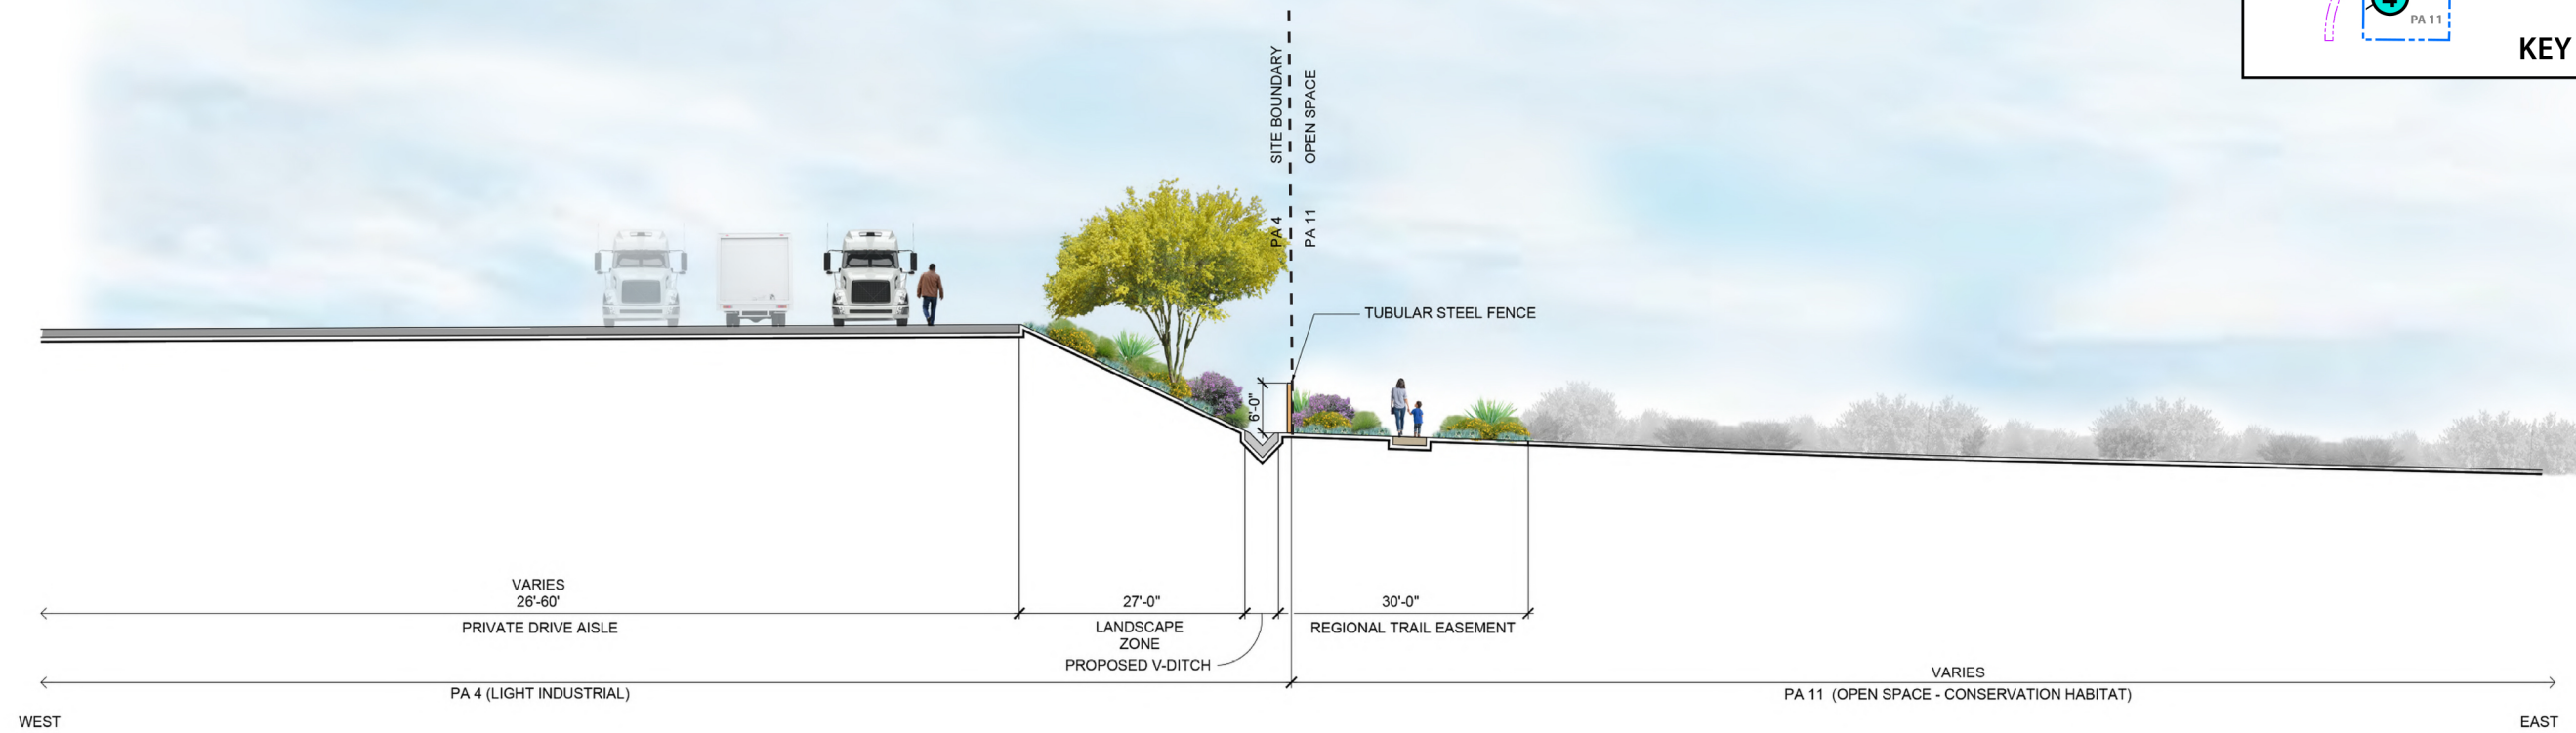 4
PA 11
KEY
SITE BOUNDARY
OPEN SPACE
PA 4
PA 11
TUBULAR STEEL FENCE
6'-0"
VARIES
26'-60'
PRIVATE DRIVE AISLE
27'-0"
LANDSCAPE
ZONE
PROPOSED V-DITCH
30'-0"
REGIONAL TRAIL EASEMENT
PA 4 (LIGHT INDUSTRIAL)
VARIES
PA 11 (OPEN SPACE - CONSERVATION HABITAT)
WEST
EAST